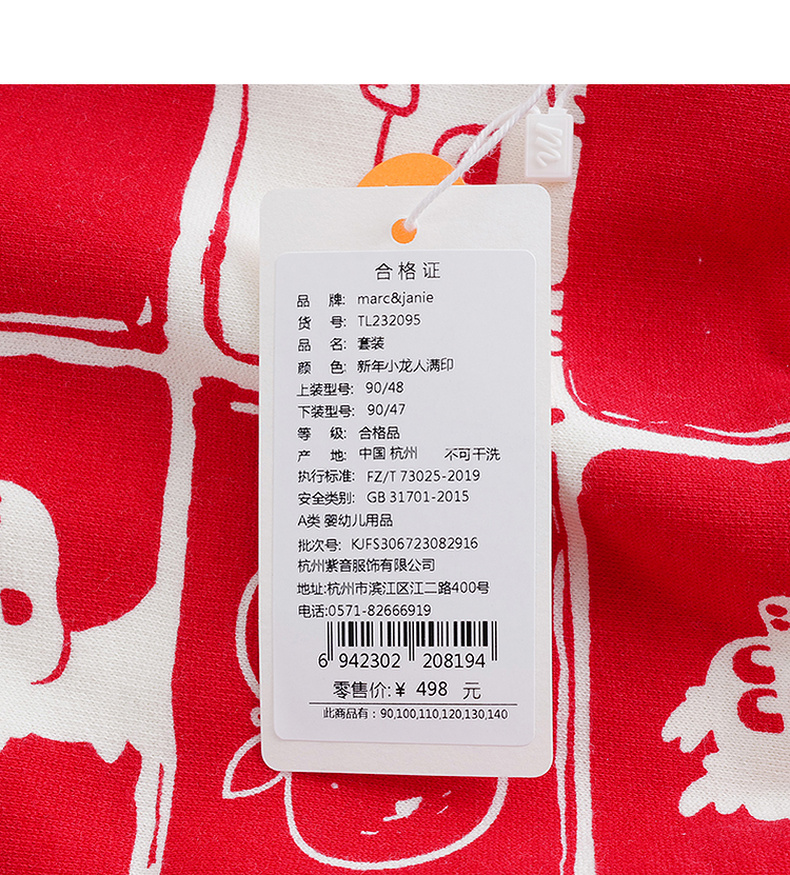 m
合格证
品 牌: marc&janie
货 号: TL232095
品 名: 套装
颜 色: 新年小龙人满印
上装型号: 90/48
下装型号: 90/47
等 级: 合格品
产 地: 中国 杭州 不可干洗
执行标准: FZ/T 73025-2019
安全类别: GB 31701-2015
A类 婴幼儿用品
批次号: KJFS306723082916
杭州紫音服饰有限公司
地址:杭州市滨江区江二路400号
电话:0571-82666919
6 942302 208194
零售价:¥ 498 元
此商品有：90,100,110,120,130,140